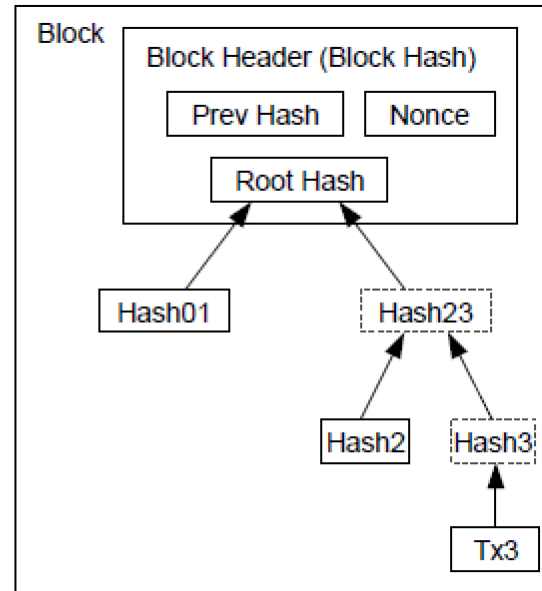 Block
Block Header (Block Hash)
Prev Hash
Nonce
Root Hash
Hash01
Hash23
Hash2
Hash3
Tx3